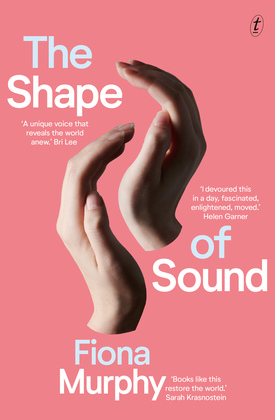 t
The
Shape
'A unique voice that
reveals the world
anew.' Bri Lee
'I devoured this
in a day, fascinated,
enlightened, moved.'
Helen Garner
of
Sound
Fiona
Murphy
'Books like this
restore the world.'
Sarah Krasnostein